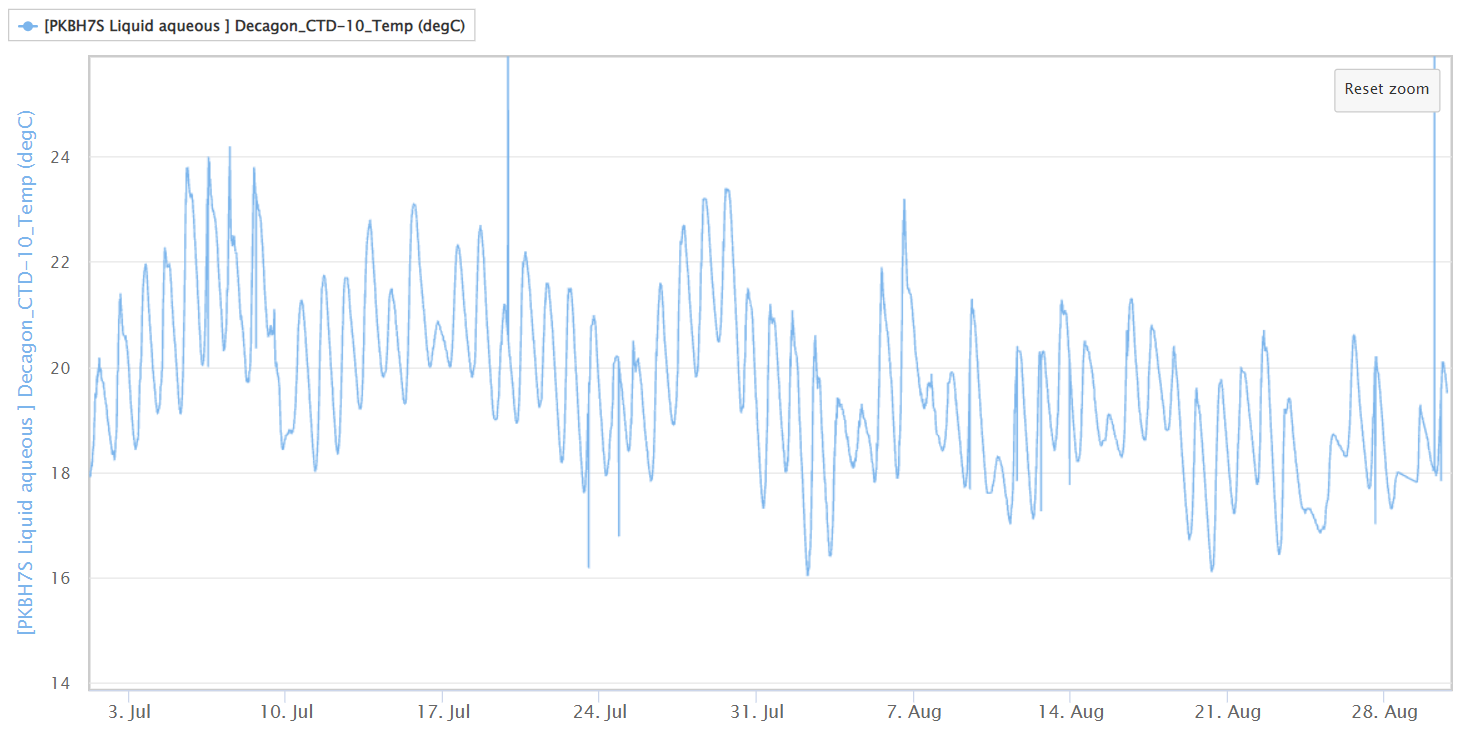 [PKBH7S Liquid aqueous ] Decagon_CTD-10_Temp (degC)
Reset zoom
[PKBH7S Liquid aqueous ] Decagon_CTD-10_Temp (degC)
24
22
20
18
16
14
3. Jul 10. Jul 17. Jul 24. Jul 31. Jul 7. Aug 14. Aug 21. Aug 28. Aug